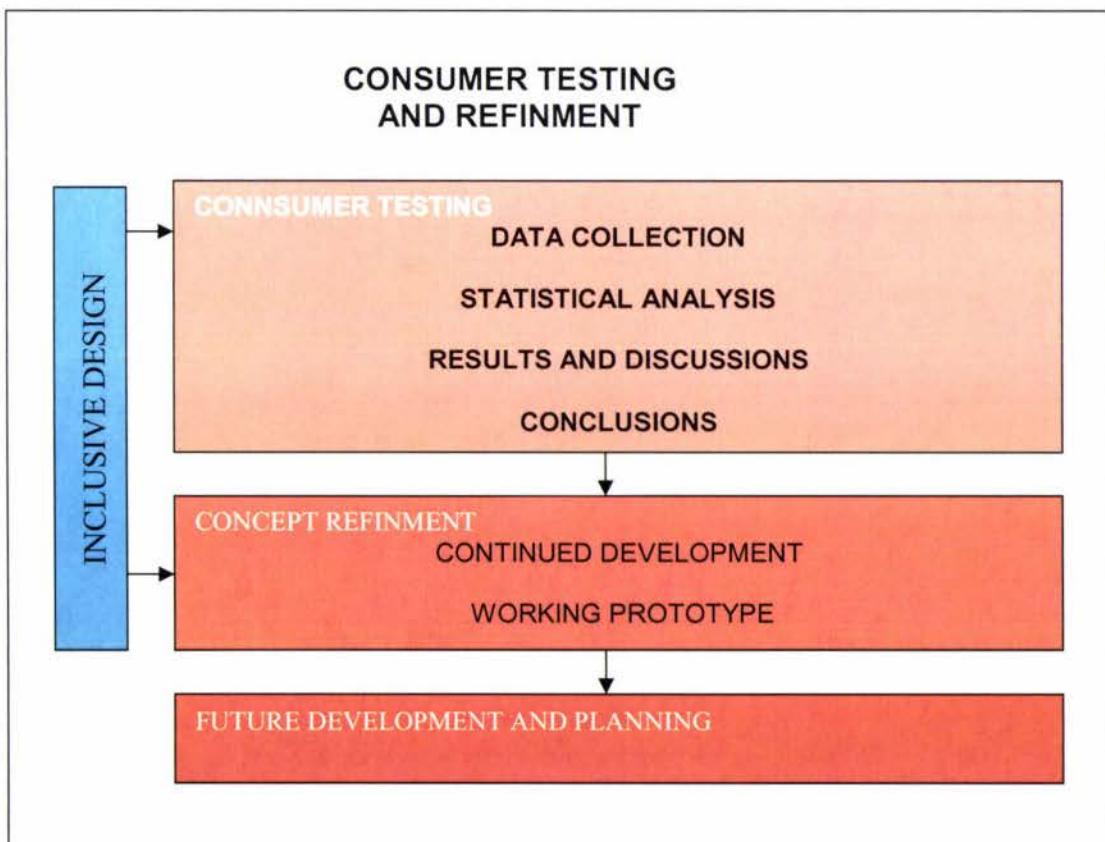 CONSUMER TESTING
AND REFINMENT
INCLUSIVE DESIGN
CONNSUMER TESTING
DATA COLLECTION
STATISTICAL ANALYSIS
RESULTS AND DISCUSSIONS
CONCLUSIONS
CONCEPT REFINMENT
CONTINUED DEVELOPMENT
WORKING PROTOTYPE
FUTURE DEVELOPMENT AND PLANNING